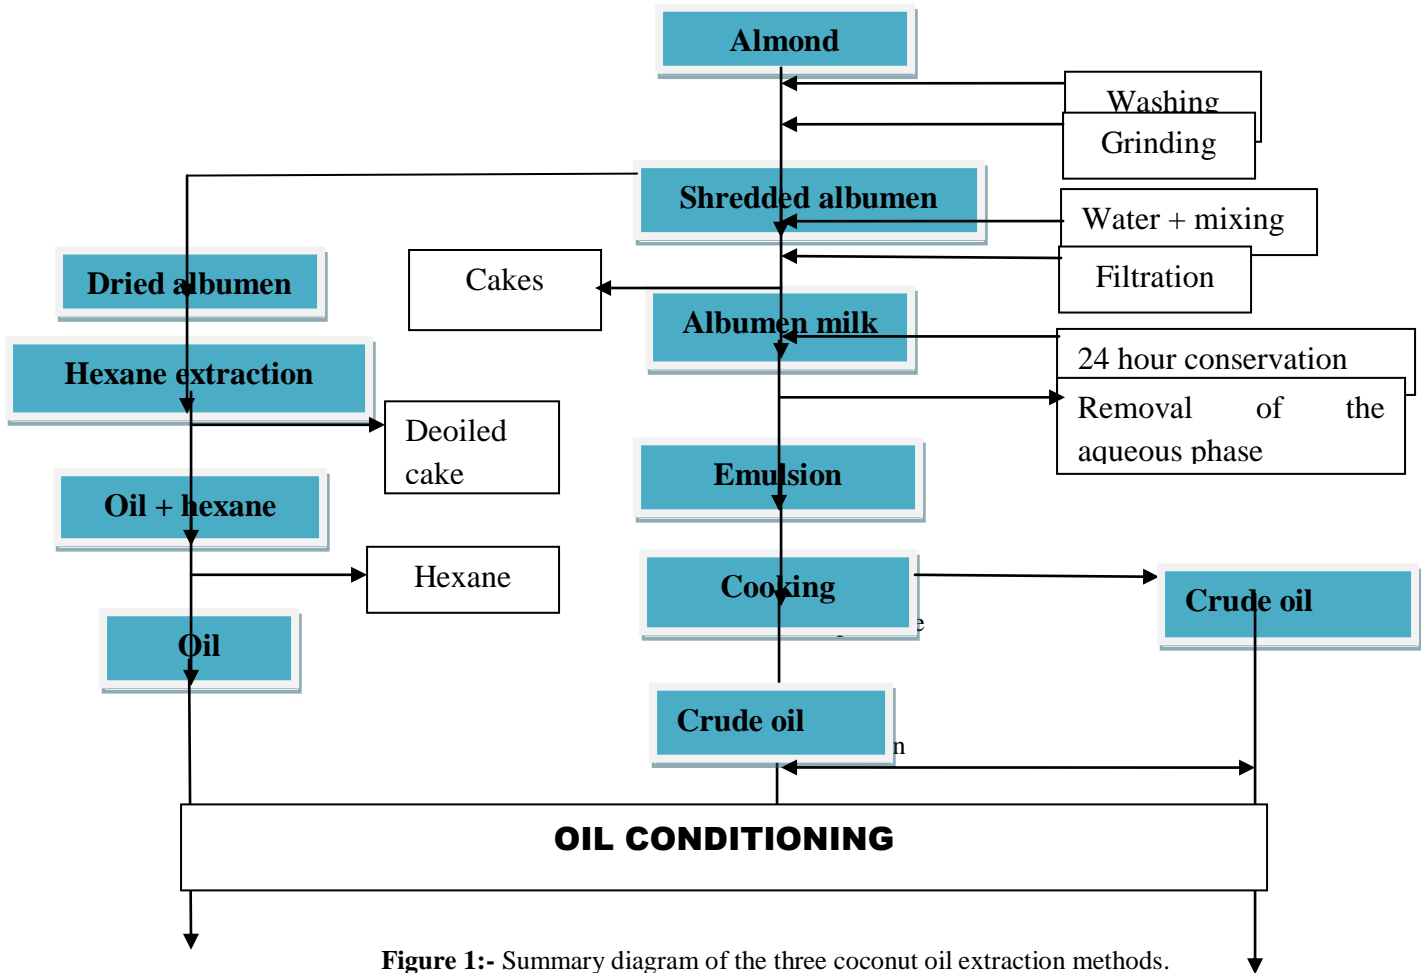 Almond
Washing
Grinding
Shredded albumen
Water + mixing
Dried albumen
Cakes
Filtration
Albumen milk
Hexane extraction
24 hour conservation
Removal of the
aqueous phase
Deoiled
cake
Emulsion
Oil + hexane
Hexane
Cooking
Crude oil
Oil
Crude oil
OIL CONDITIONING
Figure 1:- Summary diagram of the three coconut oil extraction methods.